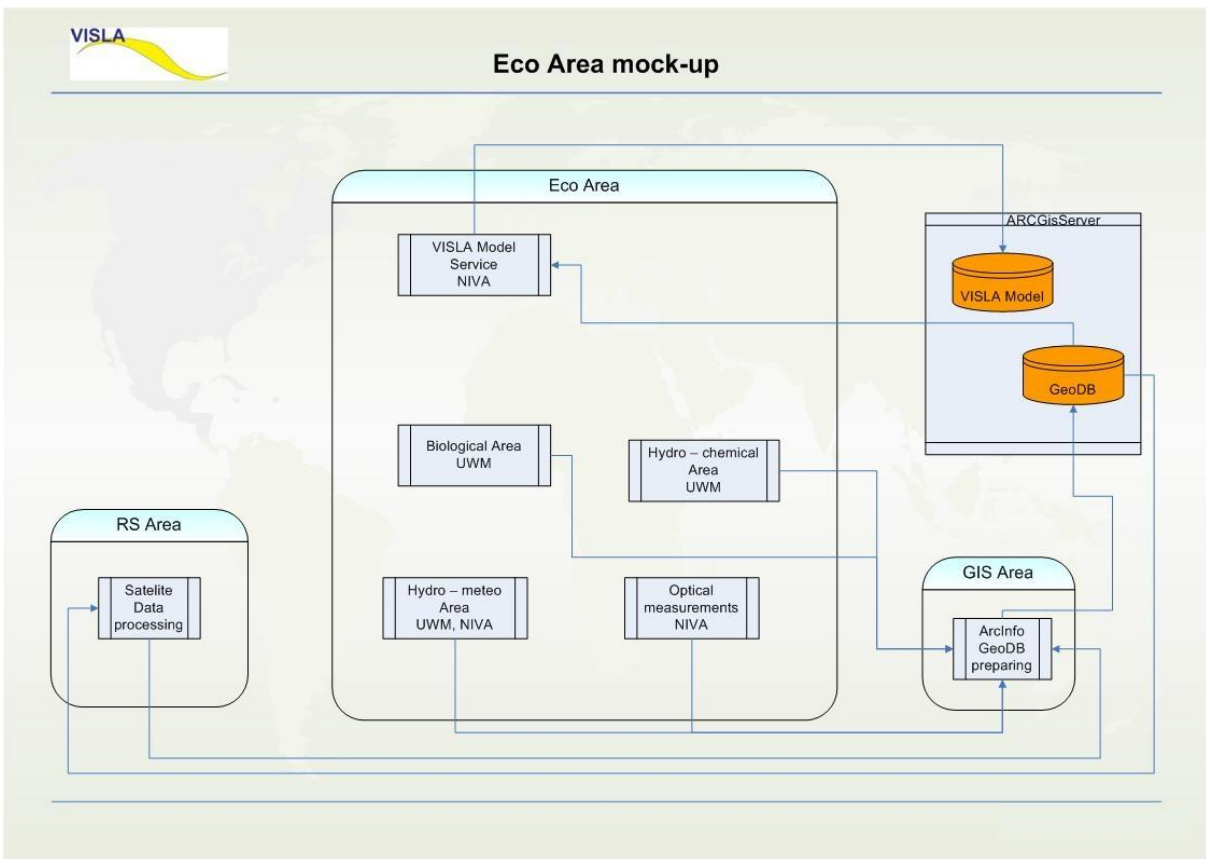 VISLA
Eco Area mock-up
Eco Area
VISLA Model
Service
NIVA
ARCGisServer
VISLA Model
GeoDB
Biological Area
UWM
Hydro – chemical
Area
UWM
RS Area
Satelite
Data
processing
Hydro – meteo
Area
UWM, NIVA
Optical
measurements
NIVA
GIS Area
ArcInfo
GeoDB
preparing